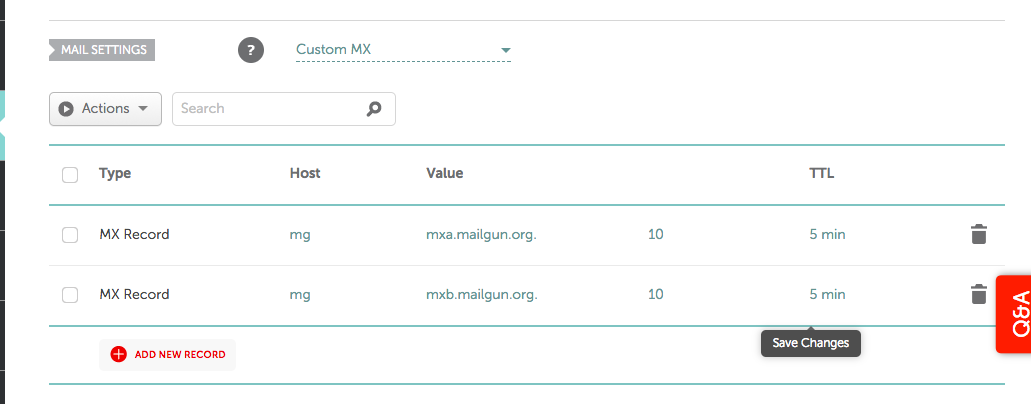 MAIL SETTINGS ? Custom MX
Actions Search
Type Host Value TTL
MX Record mg mxa.mailgun.org. 10 5 min
MX Record mg mxb.mailgun.org. 10 5 min
Q&A
Save Changes
ADD NEW RECORD